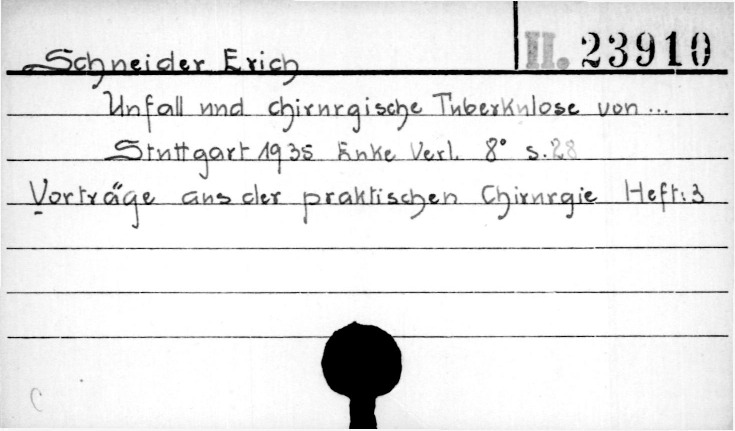 Schneider Erich II. 23910
Unfall und chirurgische Tuberkulose von ...
Stuttgart 1935 Enke Verl. 8° s. 28
Vorträge aus der praktischen Chirurgie Heft: 3
C